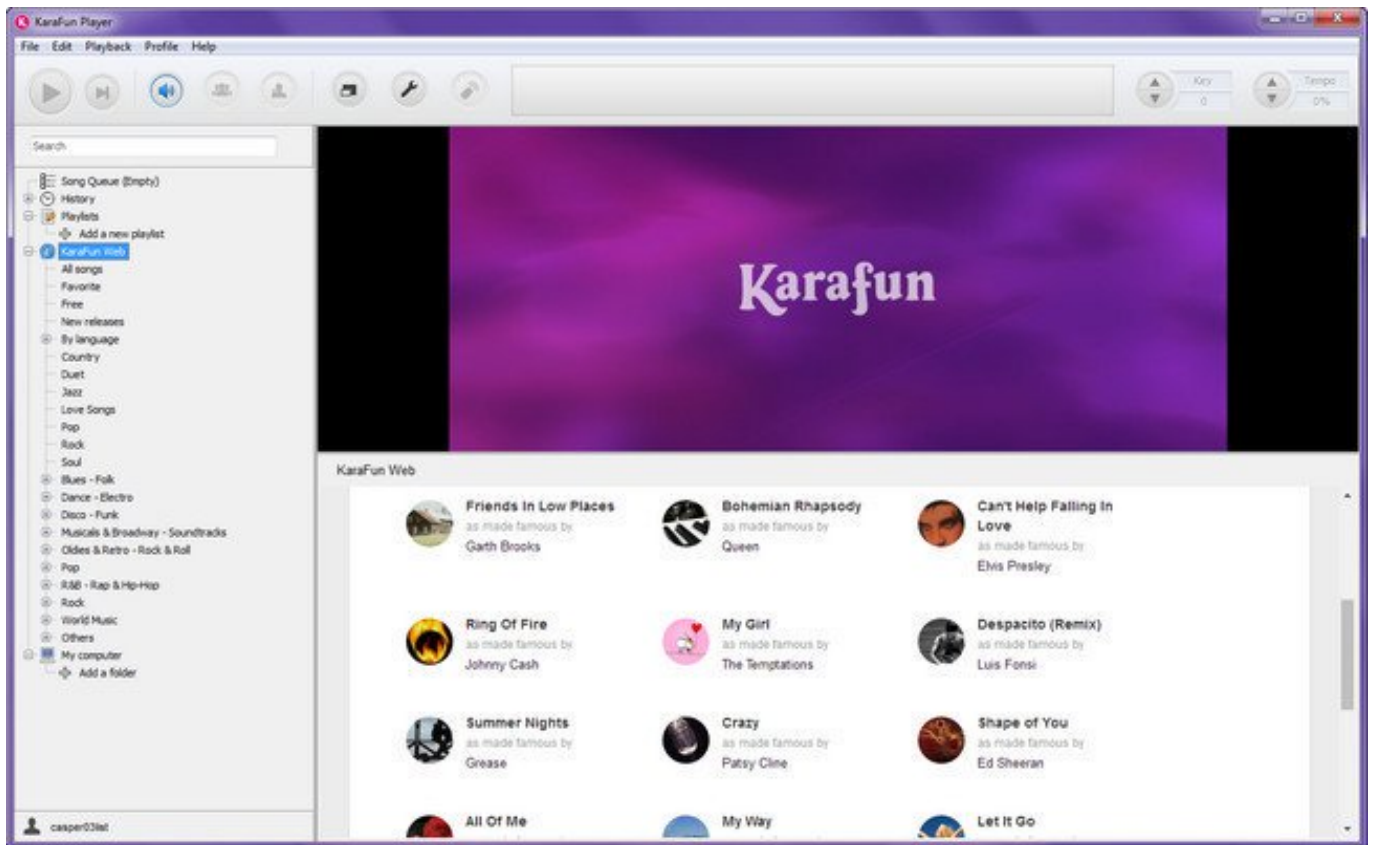 KaraFun Player
File Edit Playback Profile Help
Key
0
Tempo
0%
Search
Song Queue (Empty)
History
Playlists
Add a new playlist
KaraFun Web
All songs
Favorite
Free
New releases
By language
Country
Duet
Jazz
Love Songs
Pop
Rock
Soul
Blues - Folk
Dance - Electro
Disco - Funk
Musicals & Broadway - Soundtracks
Oldies & Retro - Rock & Roll
Pop
R&B - Rap & Hip-Hop
Rock
World Music
Others
My computer
Add a folder
casper03list
Karafun
KaraFun Web
Friends In Low Places
as made famous by
Garth Brooks
Bohemian Rhapsody
as made famous by
Queen
Can't Help Falling In
Love
as made famous by
Elvis Presley
Ring Of Fire
as made famous by
Johnny Cash
My Girl
as made famous by
The Temptations
Despacito (Remix)
as made famous by
Luis Fonsi
Summer Nights
as made famous by
Grease
Crazy
as made famous by
Patsy Cline
Shape of You
as made famous by
Ed Sheeran
All Of Me
My Way
Let It Go